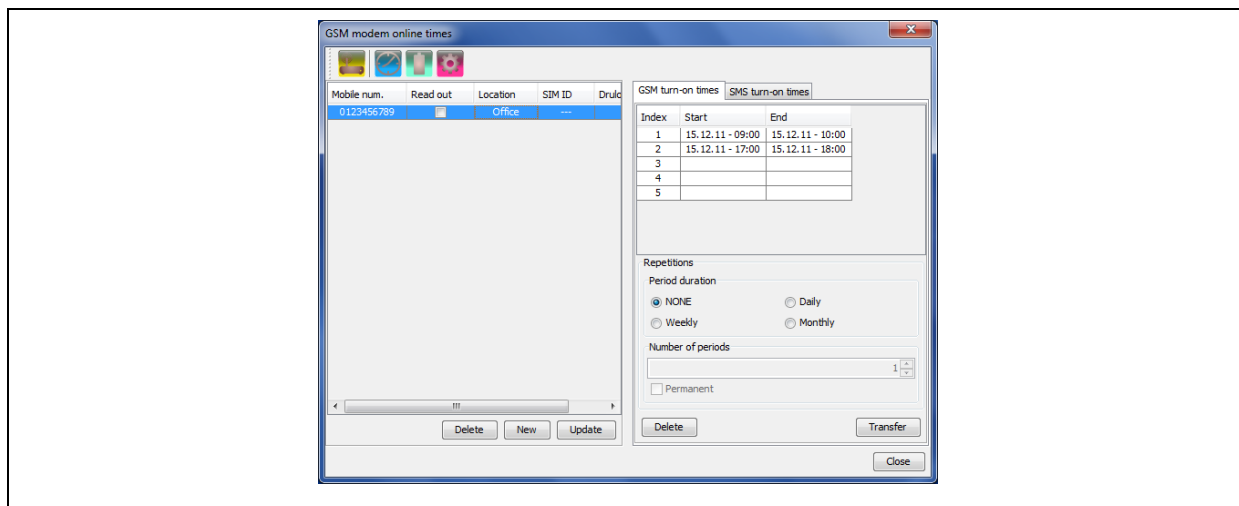 GSM modem online times
Mobile num. Read out Location SIM ID Drulc
0123456789 Office ---
Delete New Update
GSM turn-on times SMS turn-on times
Index Start End
1 15.12.11 - 09:00 15.12.11 - 10:00
2 15.12.11 - 17:00 15.12.11 - 18:00
3
4
5
Repetitions
Period duration
NONE Daily
Weekly Monthly
Number of periods
1
Permanent
Delete Transfer
Close